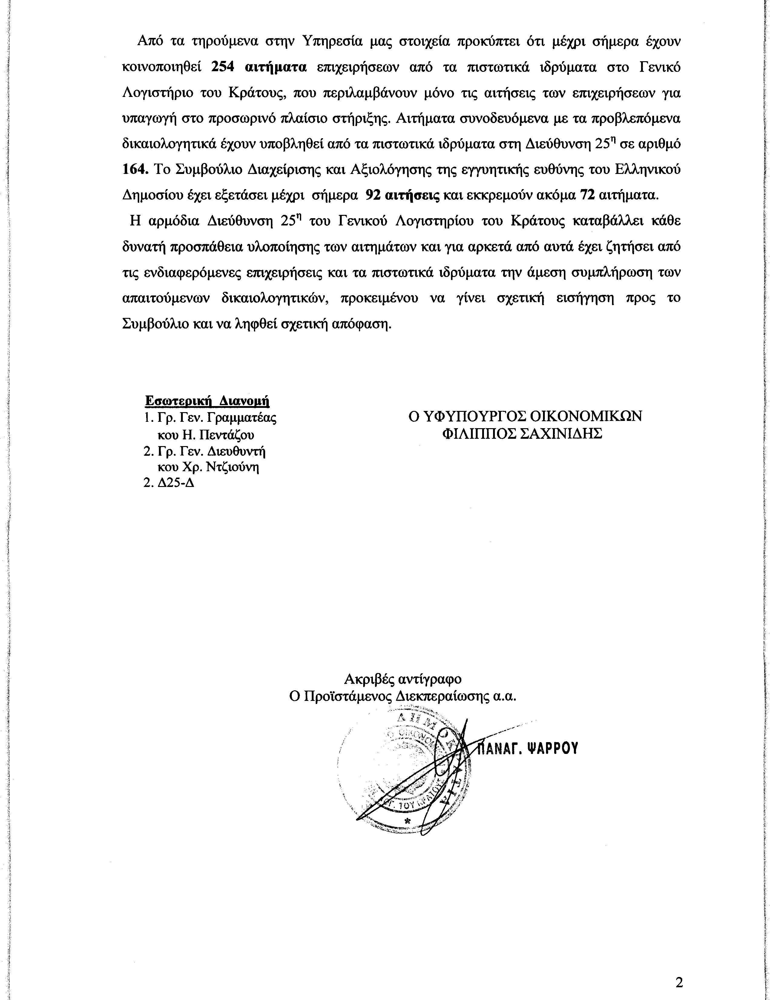 Από τα τηρούμενα στην Υπηρεσία μας στοιχεία προκύπτει ότι μέχρι σήμερα έχουν
κοινοποιηθεί 254 αιτήματα επιχειρήσεων από τα πιστωτικά ιδρύματα στο Γενικό
Λογιστήριο του Κράτους, που περιλαμβάνουν μόνο τις αιτήσεις των επιχειρήσεων για
υπαγωγή στο προσωρινό πλαίσιο στήριξης. Αιτήματα συνοδευόμενα με τα προβλεπόμενα
δικαιολογητικά έχουν υποβληθεί από τα πιστωτικά ιδρύματα στη Διεύθυνση 25η σε αριθμό
164. Το Συμβούλιο Διαχείρισης και Αξιολόγησης της εγγυητικής ευθύνης του Ελληνικού
Δημοσίου έχει εξετάσει μέχρι σήμερα 92 αιτήσεις και εκκρεμούν ακόμα 72 αιτήματα.
Η αρμόδια Διεύθυνση 25η του Γενικού Λογιστηρίου του Κράτους καταβάλλει κάθε
δυνατή προσπάθεια υλοποίησης των αιτημάτων και για αρκετά από αυτά έχει ζητήσει από
τις ενδιαφερόμενες επιχειρήσεις και τα πιστωτικά ιδρύματα την άμεση συμπλήρωση των
απαιτούμενων δικαιολογητικών, προκειμένου να γίνει σχετική εισήγηση προς το
Συμβούλιο και να ληφθεί σχετική απόφαση.
Εσωτερική Διανομή
1. Γρ. Γεν. Γραμματέας
κου Η. Πεντάζου
2. Γρ. Γεν. Διευθυντή
κου Χρ. Ντζιούνη
2. Δ25-Δ
Ο ΥΦΥΠΟΥΡΓΟΣ ΟΙΚΟΝΟΜΙΚΩΝ
ΦΙΛΙΠΠΟΣ ΣΑΧΙΝΙΔΗΣ
Ακριβές αντίγραφο
Ο Προϊστάμενος Διεκπεραίωσης α.α.
ΠΑΝΑΓ. ΨΑΡΡΟΥ
ΤΟΥ ΚΡΑΤΟΥΣ
2